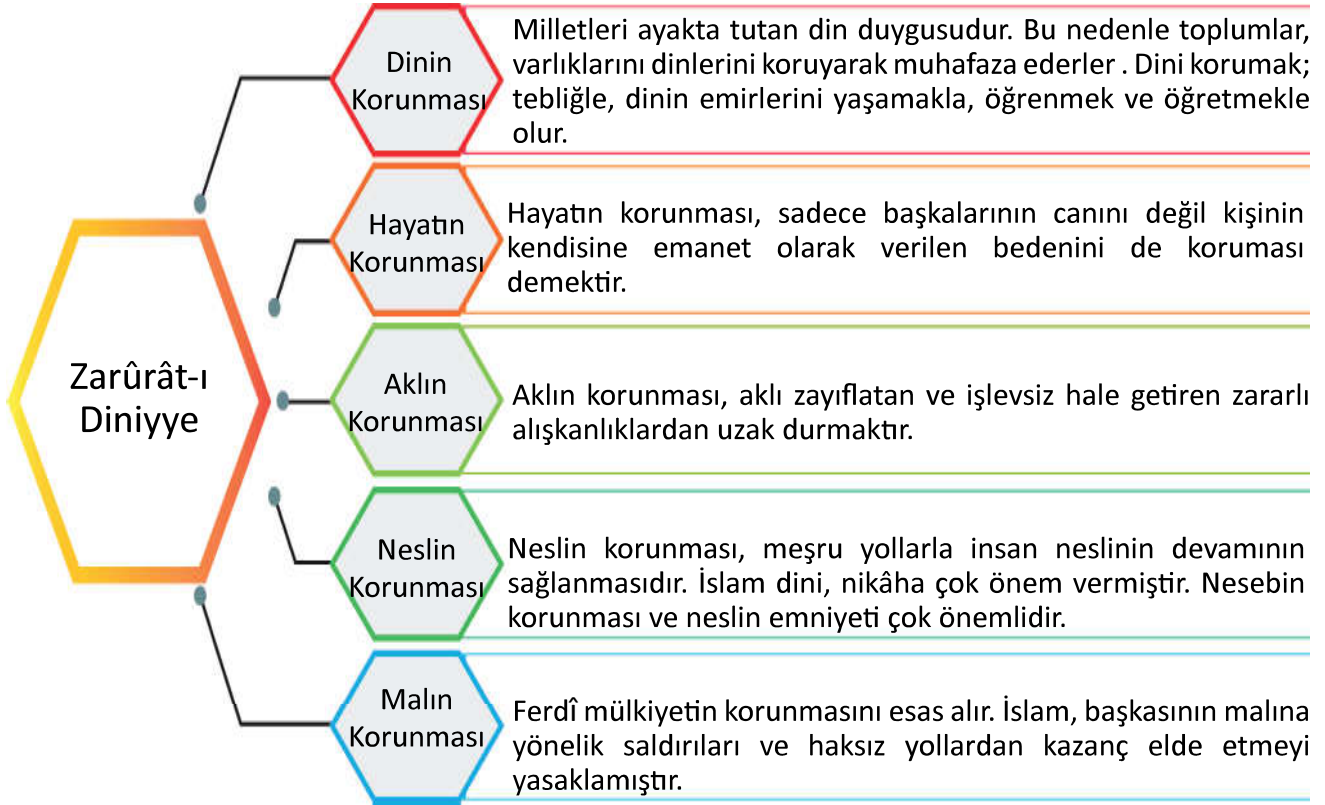 Zarûrât-ı
Diniyye
Dinin
Korunması
Milletleri ayakta tutan din duygusudur. Bu nedenle toplumlar,
varlıklarını dinlerini koruyarak muhafaza ederler . Dini korumak;
tebliğle, dinin emirlerini yaşamakla, öğrenmek ve öğretmekle
olur.
Hayatın
Korunması
Hayatın korunması, sadece başkalarının canını değil kişinin
kendisine emanet olarak verilen bedenini de koruması
demektir.
Aklın
Korunması
Aklın korunması, aklı zayıflatan ve işlevsiz hale getiren zararlı
alışkanlıklardan uzak durmaktır.
Neslin
Korunması
Neslin korunması, meşru yollarla insan neslinin devamının
sağlanmasıdır. İslam dini, nikâha çok önem vermiştir. Nesebin
korunması ve neslin emniyeti çok önemlidir.
Malın
Korunması
Ferdî mülkiyetin korunmasını esas alır. İslam, başkasının malına
yönelik saldırıları ve haksız yollardan kazanç elde etmeyi
yasaklamıştır.